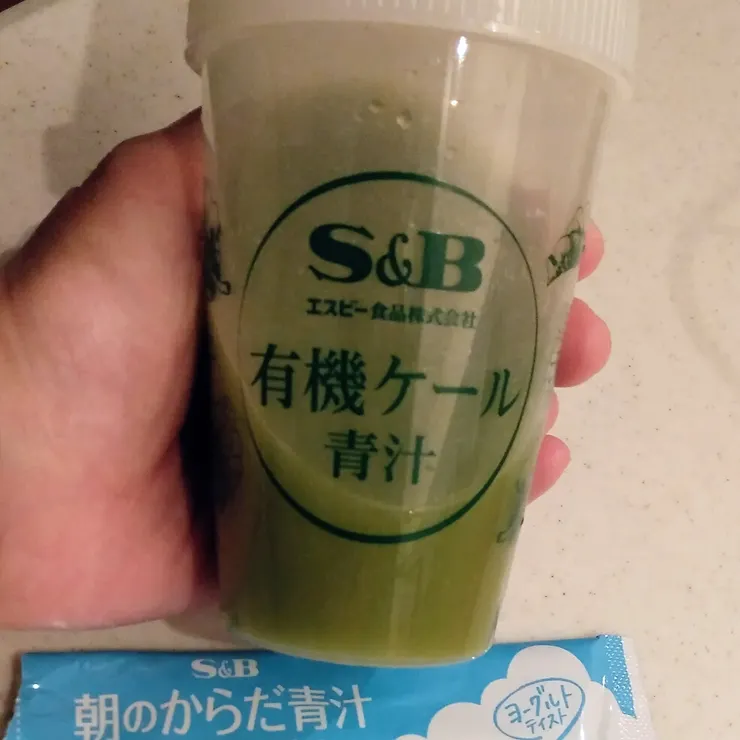 S&B
エスビー食品株式会社
有機ケール
青汁
S&B
朝のからだ青汁
ヨーグルト
テイスト